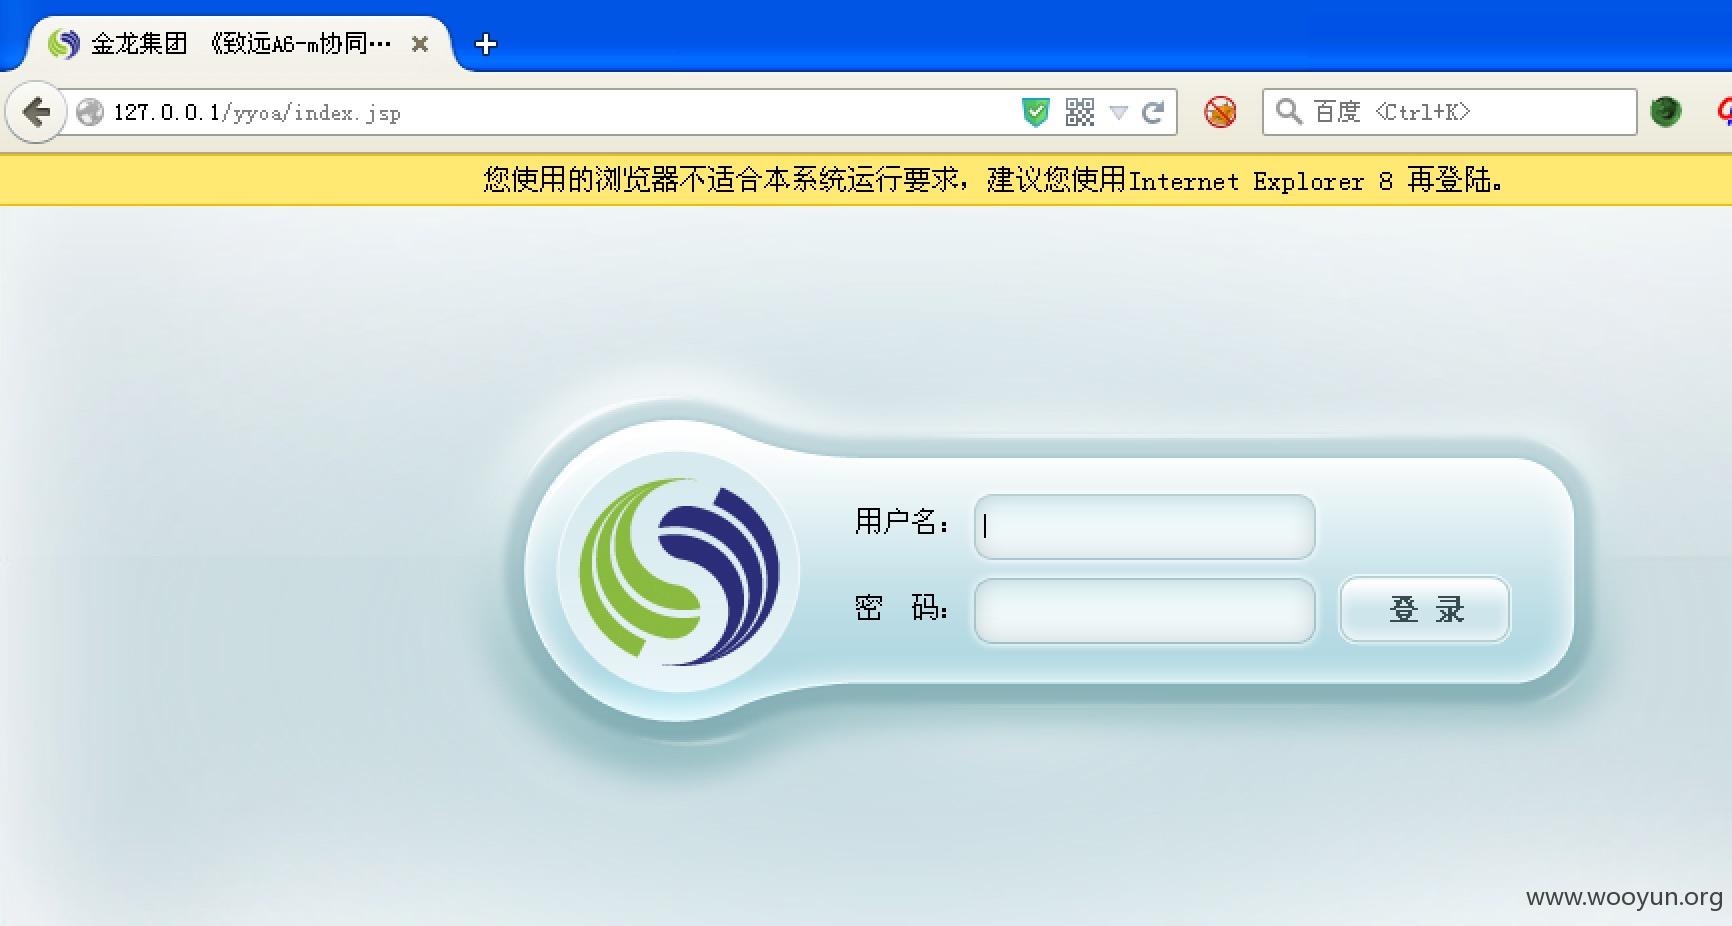 金龙集团 《致远A6-m协同…
127.0.0.1/yyoa/index.jsp
百度 <Ctrl+K>
您使用的浏览器不适合本系统运行要求，建议您使用Internet Explorer 8 再登陆。
用户名：
密 码：
登 录
www.wooyun.org